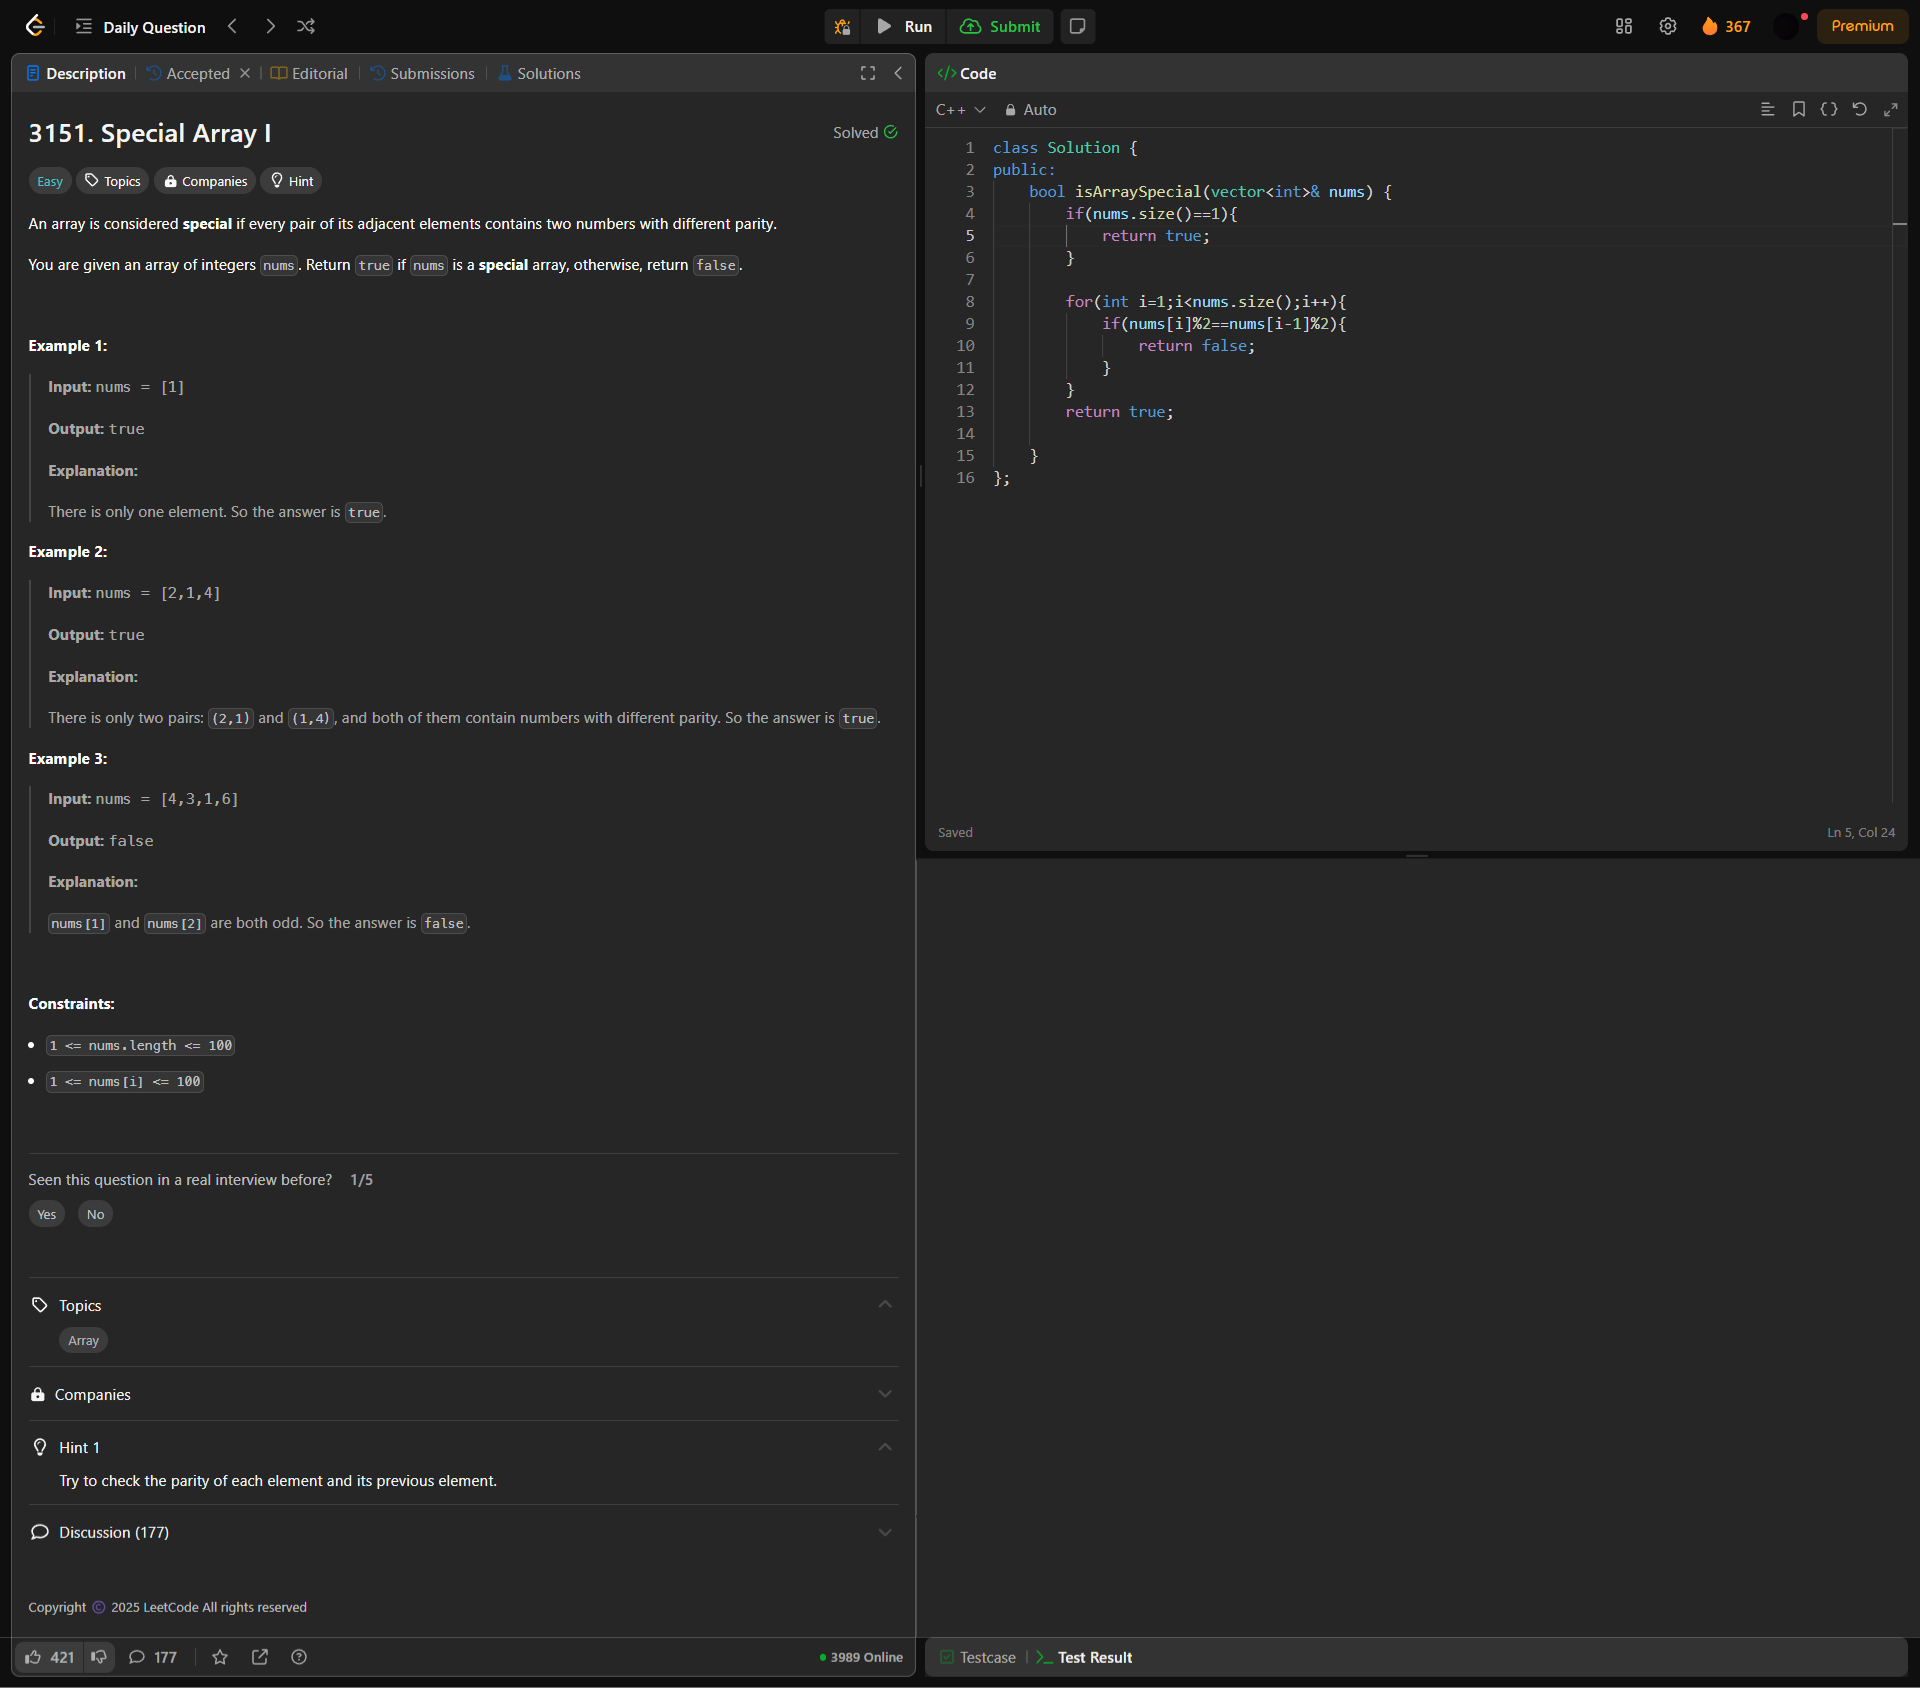 Daily Question
Run
Submit
367
Premium
Description
Accepted
Editorial
Submissions
Solutions
3151. Special Array I
Solved
Easy
Topics
Companies
Hint
An array is considered special if every pair of its adjacent elements contains two numbers with different parity.
You are given an array of integers nums. Return true if nums is a special array, otherwise, return false.
Example 1:
Input: nums = [1]
Output: true
Explanation:
There is only one element. So the answer is true.
Example 2:
Input: nums = [2,1,4]
Output: true
Explanation:
There is only two pairs: (2,1) and (1,4), and both of them contain numbers with different parity. So the answer is true.
Example 3:
Input: nums = [4,3,1,6]
Output: false
Explanation:
nums[1] and nums[2] are both odd. So the answer is false.
Constraints:
1 <= nums.length <= 100
1 <= nums[i] <= 100
Seen this question in a real interview before? 1/5
Yes
No
Topics
Array
Companies
Hint 1
Try to check the parity of each element and its previous element.
Discussion (177)
Copyright © 2025 LeetCode All rights reserved
421
177
3989 Online
</> Code
C++
Auto
1 class Solution {
2 public:
3     bool isArraySpecial(vector<int>& nums) {
4         if(nums.size()==1){
5             return true;
6         }
7
8         for(int i=1;i<nums.size();i++){
9             if(nums[i]%2==nums[i-1]%2){
10                 return false;
11             }
12         }
13         return true;
14
15     }
16 };
Saved
Ln 5, Col 24
Testcase
Test Result